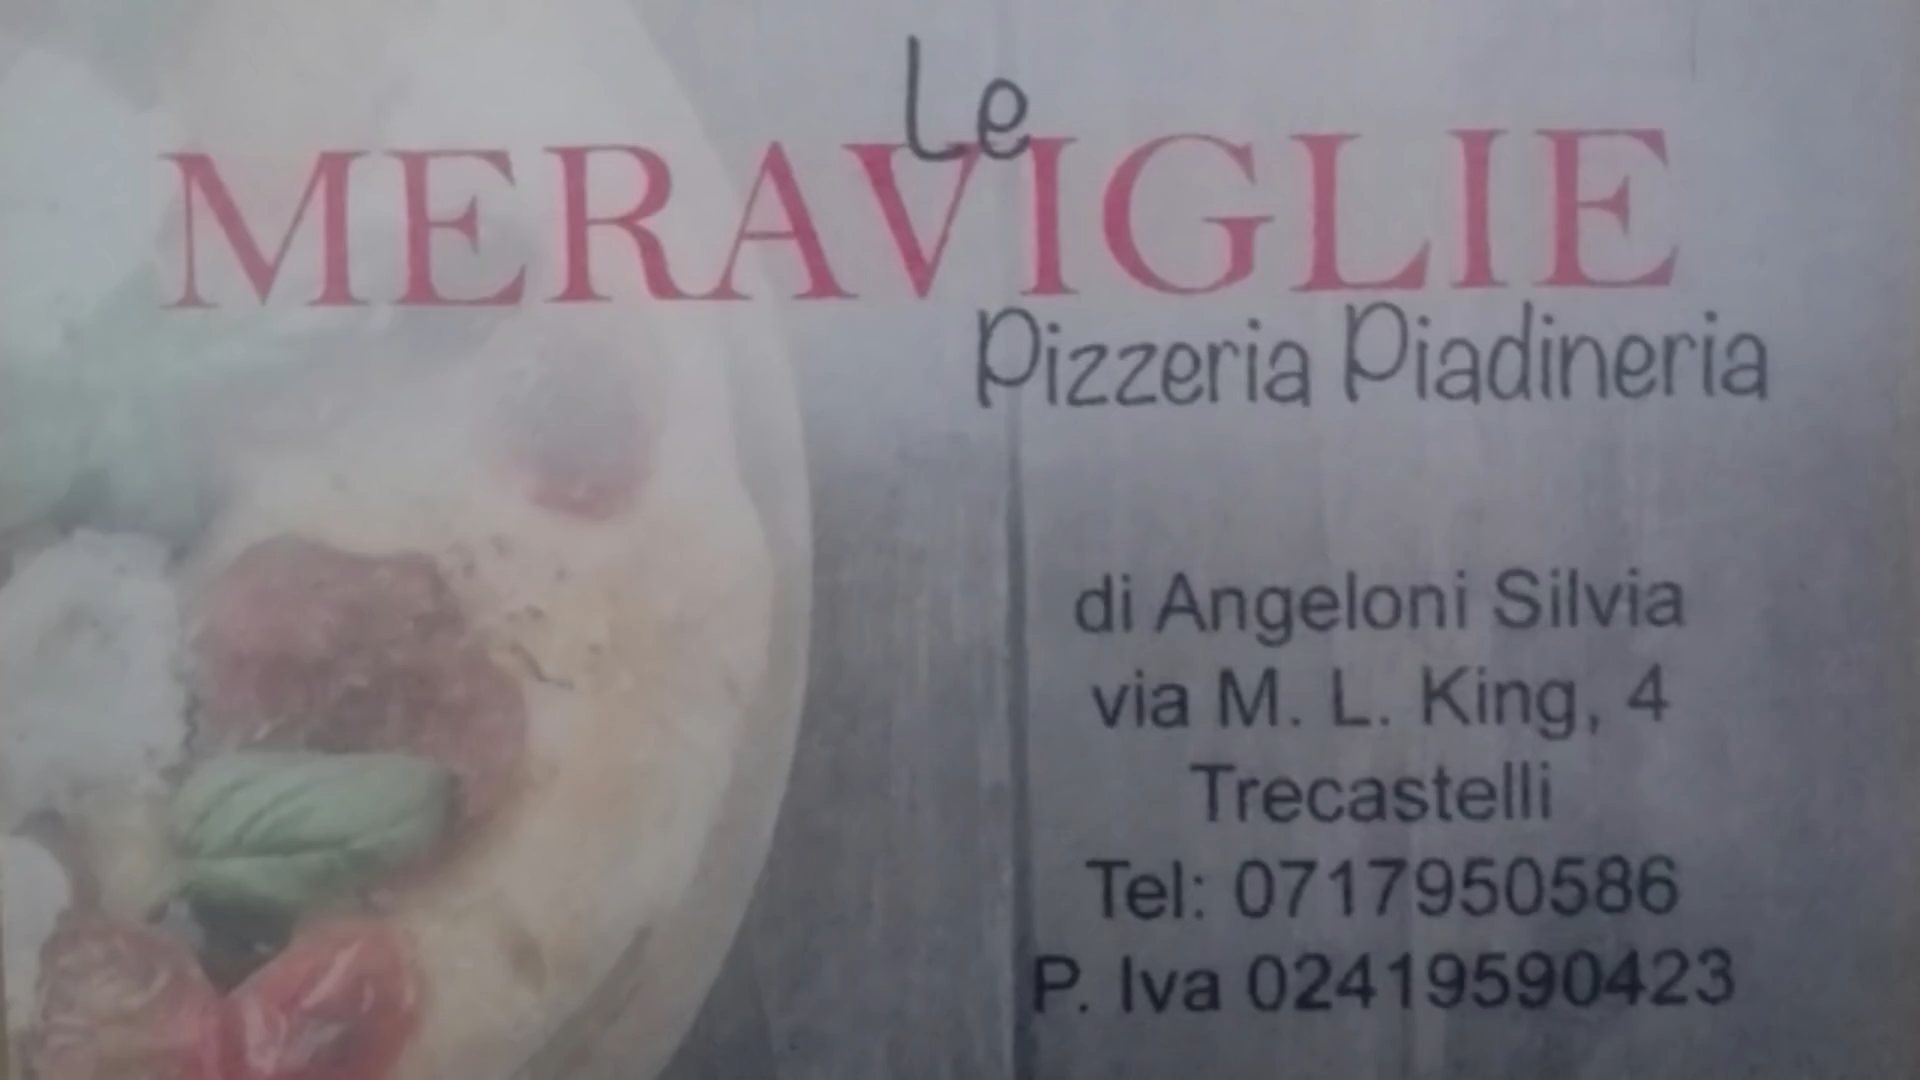 Le
MERAVIGLIE
Pizzeria Piadineria
di Angeloni Silvia
via M. L. King, 4
Trecastelli
Tel: 0717950586
P. Iva 02419590423